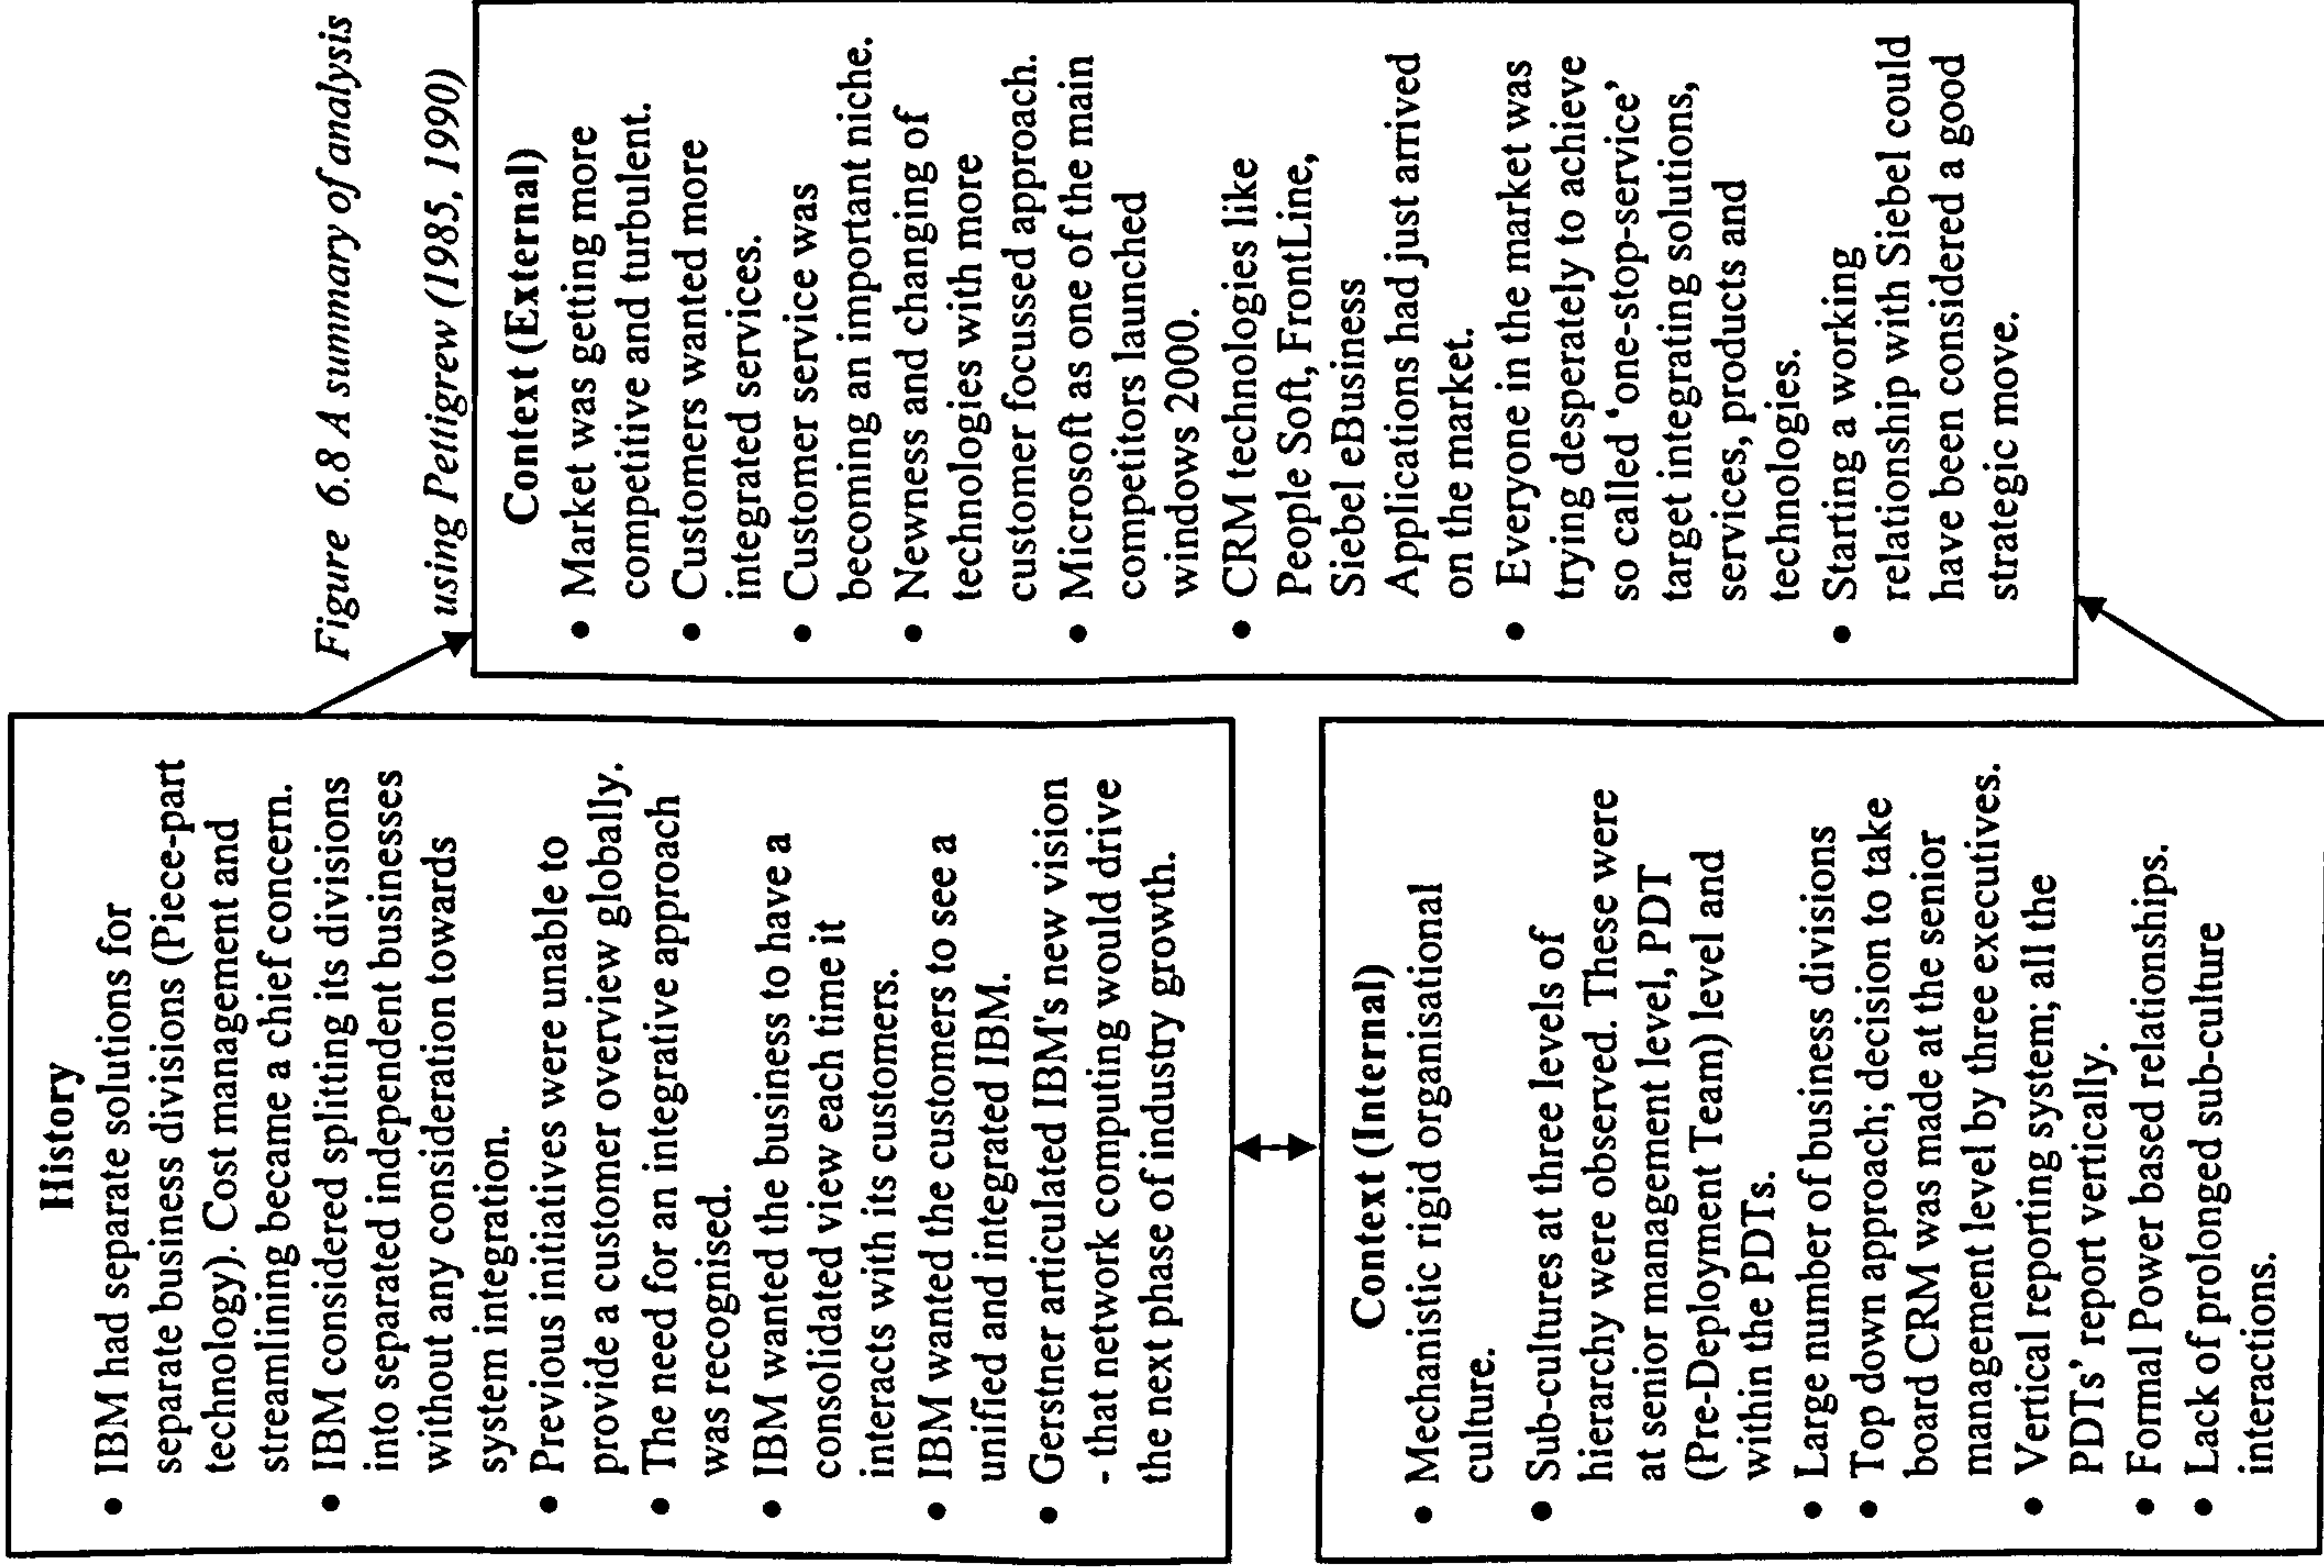 Figure 6.8 A summary of analysis
using Pettigrew (1985, 1990)
History
• IBM had separate solutions for
separate business divisions (Piece-part
technology). Cost management and
streamlining became a chief concern.
• IBM considered splitting its divisions
into separated independent businesses
without any consideration towards
system integration.
• Previous initiatives were unable to
provide a customer overview globally.
• The need for an integrative approach
was recognised.
• IBM wanted the business to have a
consolidated view each time it
interacts with its customers.
• IBM wanted the customers to see a
unified and integrated IBM.
• Gerstner articulated IBM's new vision
- that network computing would drive
the next phase of industry growth.
Context (Internal)
• Mechanistic rigid organisational
culture.
• Sub-cultures at three levels of
hierarchy were observed. These were
at senior management level, PDT
(Pre-Deployment Team) level and
within the PDTs.
• Large number of business divisions
• Top down approach; decision to take
board CRM was made at the senior
management level by three executives.
• Vertical reporting system; all the
PDTs' report vertically.
• Formal Power based relationships.
• Lack of prolonged sub-culture
interactions.
Context (External)
• Market was getting more
competitive and turbulent.
• Customers wanted more
integrated services.
• Customer service was
becoming an important niche.
• Newness and changing of
technologies with more
customer focussed approach.
• Microsoft as one of the main
competitors launched
windows 2000.
• CRM technologies like
People Soft, FrontLine,
Siebel eBusiness
Applications had just arrived
on the market.
• Everyone in the market was
trying desperately to achieve
so called ‘one-stop-service’
target integrating solutions,
services, products and
technologies.
• Starting a working
relationship with Siebel could
have been considered a good
strategic move.